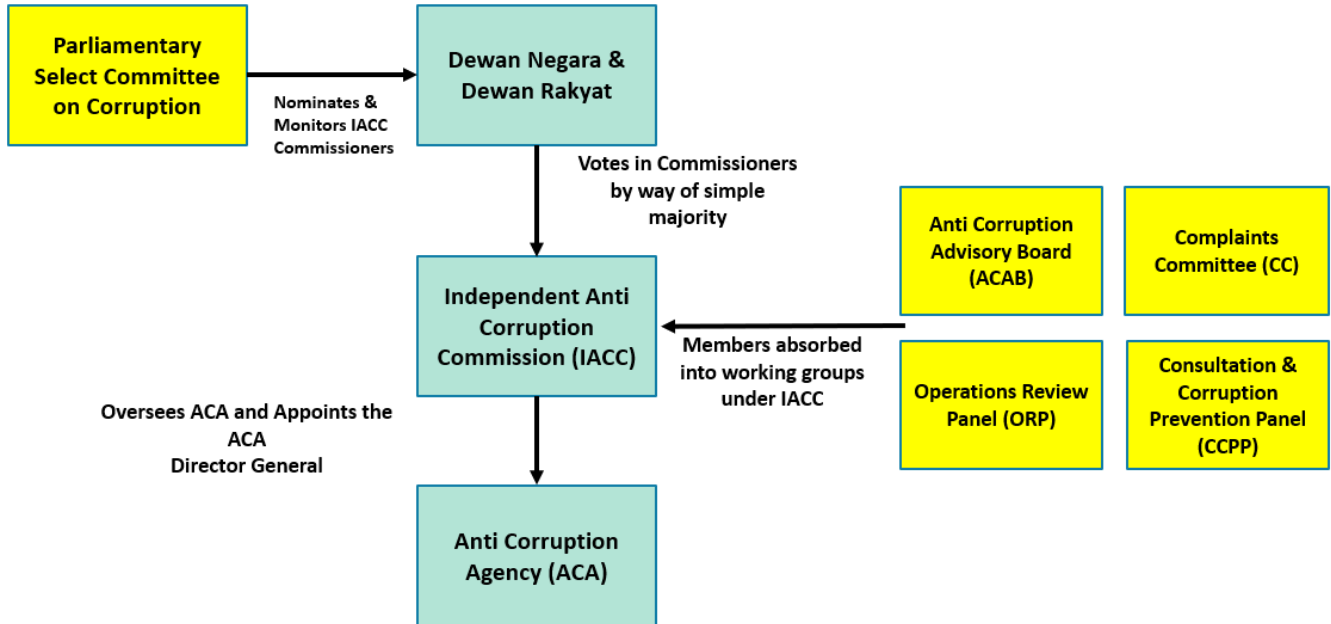 Parliamentary
Select Committee
on Corruption
Nominates &
Monitors IACC
Commissioners
Dewan Negara &
Dewan Rakyat
Votes in Commissioners
by way of simple
majority
Independent Anti
Corruption
Commission (IACC)
Members absorbed
into working groups
under IACC
Anti Corruption
Advisory Board
(ACAB)
Complaints
Committee (CC)
Operations Review
Panel (ORP)
Consultation &
Corruption
Prevention Panel
(CCPP)
Oversees ACA and Appoints the
ACA
Director General
Anti Corruption
Agency (ACA)